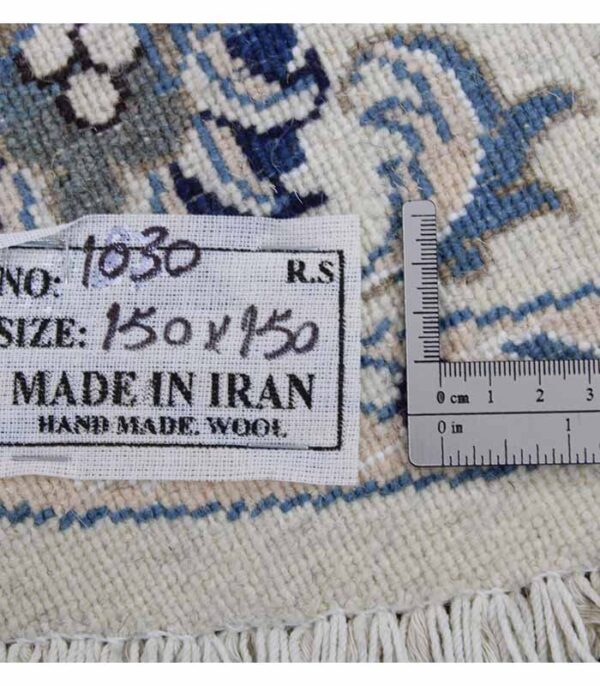 NO: 1030 R.S
SIZE: 150x150
MADE IN IRAN
HAND MADE. WOOL
0 cm 1 2 3
0 in 1